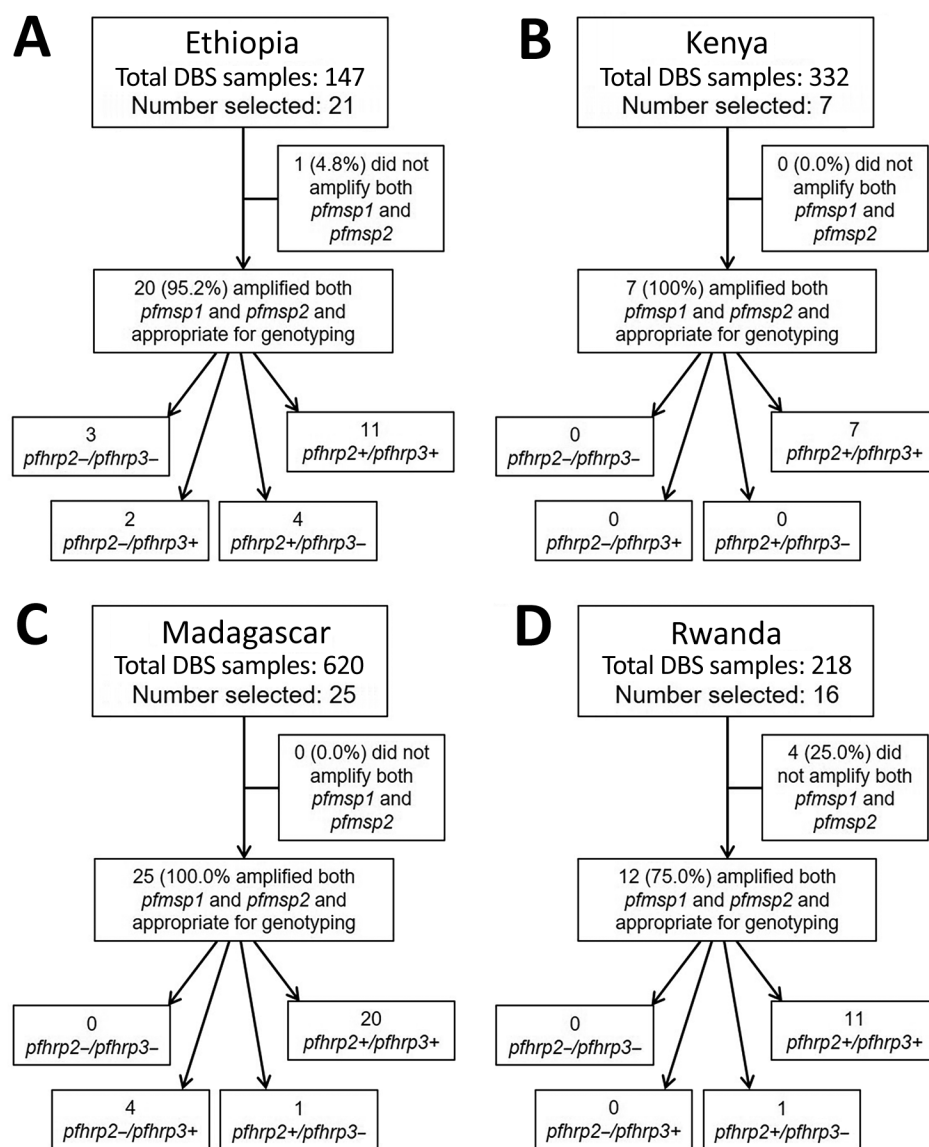 A
Ethiopia
Total DBS samples: 147
Number selected: 21
1 (4.8%) did not
amplify both
pfmsp1 and
pfmsp2
20 (95.2%) amplified both
pfmsp1 and pfmsp2 and
appropriate for genotyping
3
pfhrp2–/pfhrp3–
11
pfhrp2+/pfhrp3+
2
pfhrp2–/pfhrp3+
4
pfhrp2+/pfhrp3–
B
Kenya
Total DBS samples: 332
Number selected: 7
0 (0.0%) did not
amplify both
pfmsp1 and
pfmsp2
7 (100%) amplified both
pfmsp1 and pfmsp2 and
appropriate for genotyping
0
pfhrp2–/pfhrp3–
7
pfhrp2+/pfhrp3+
0
pfhrp2–/pfhrp3+
0
pfhrp2+/pfhrp3–
C
Madagascar
Total DBS samples: 620
Number selected: 25
0 (0.0%) did not
amplify both
pfmsp1 and
pfmsp2
25 (100.0% amplified both
pfmsp1 and pfmsp2 and
appropriate for genotyping
0
pfhrp2–/pfhrp3–
20
pfhrp2+/pfhrp3+
4
pfhrp2–/pfhrp3+
1
pfhrp2+/pfhrp3–
D
Rwanda
Total DBS samples: 218
Number selected: 16
4 (25.0%) did
not amplify both
pfmsp1 and
pfmsp2
12 (75.0%) amplified both
pfmsp1 and pfmsp2 and
appropriate for genotyping
0
pfhrp2–/pfhrp3–
11
pfhrp2+/pfhrp3+
0
pfhrp2–/pfhrp3+
1
pfhrp2+/pfhrp3–